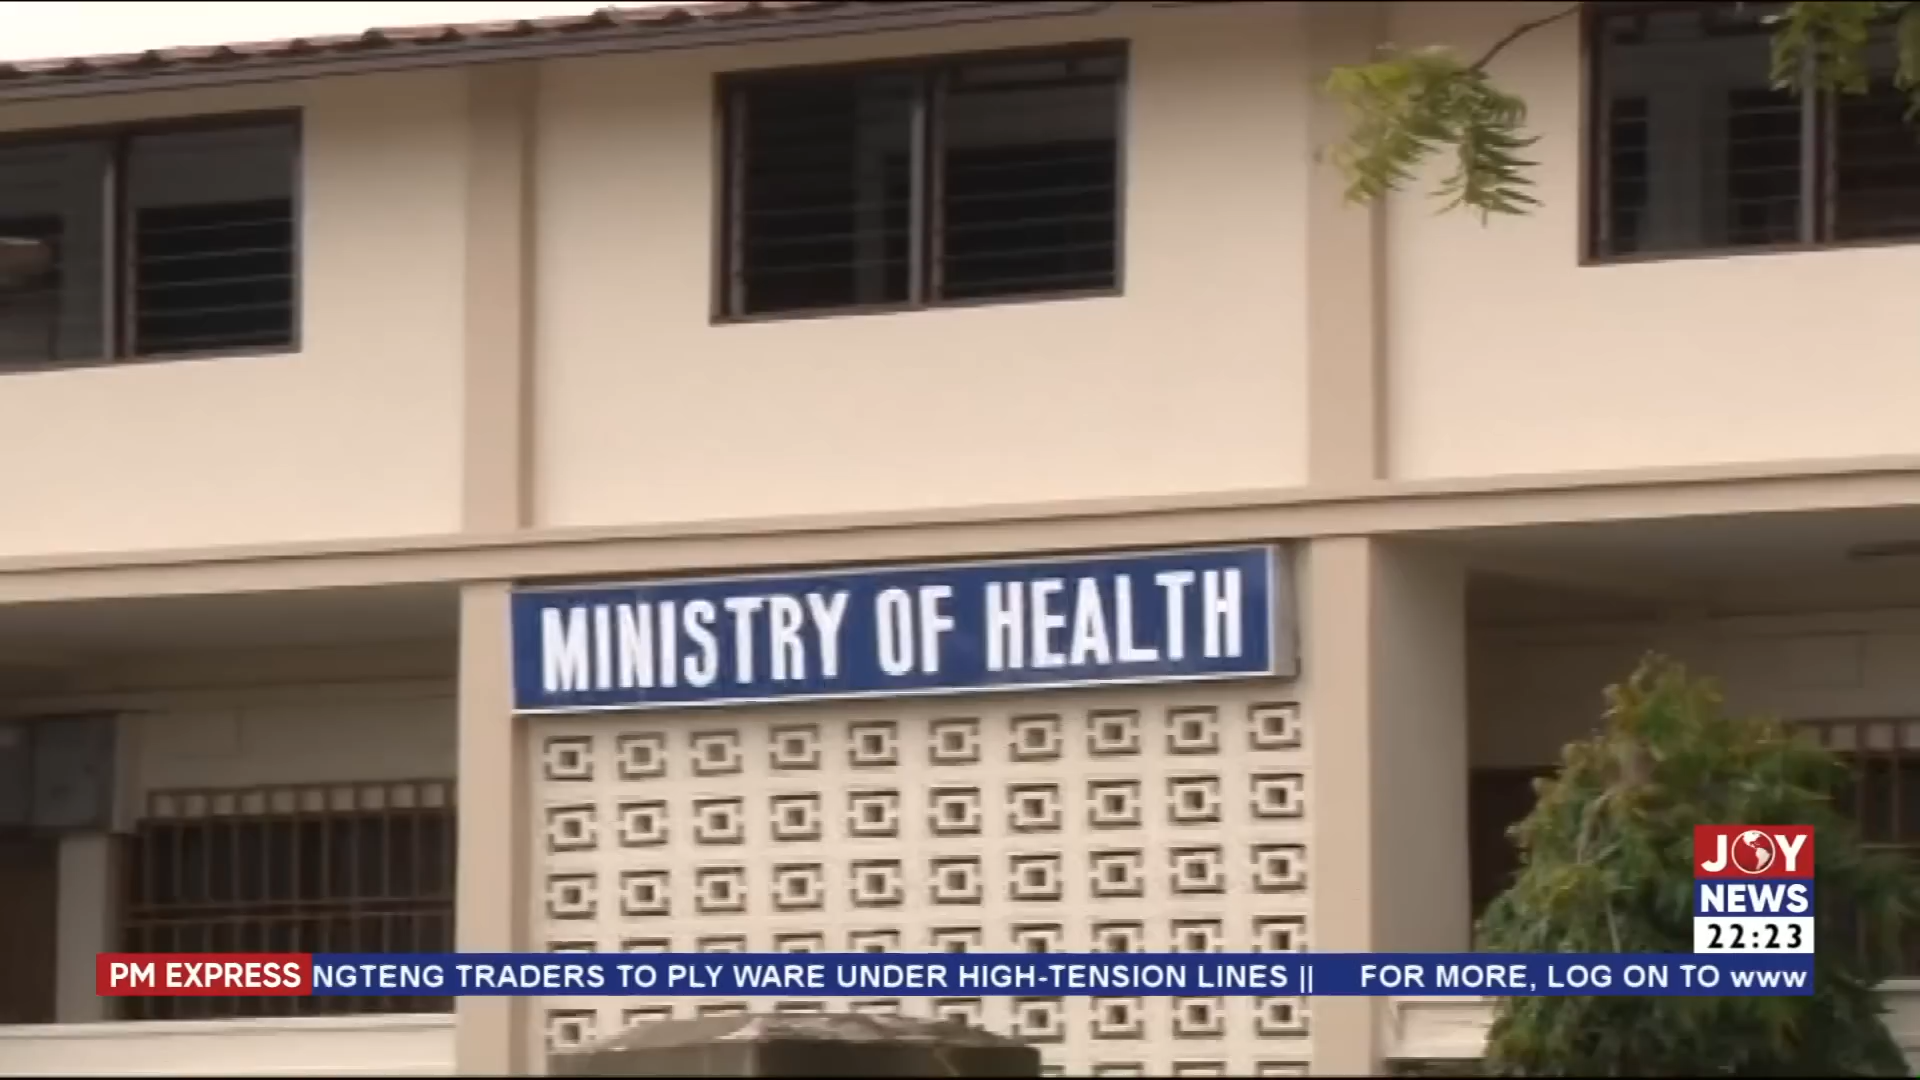 MINISTRY OF HEALTH
JOY
NEWS
22:23
PM EXPRESS
NGTENG TRADERS TO PLY WARE UNDER HIGH-TENSION LINES || FOR MORE, LOG ON TO www